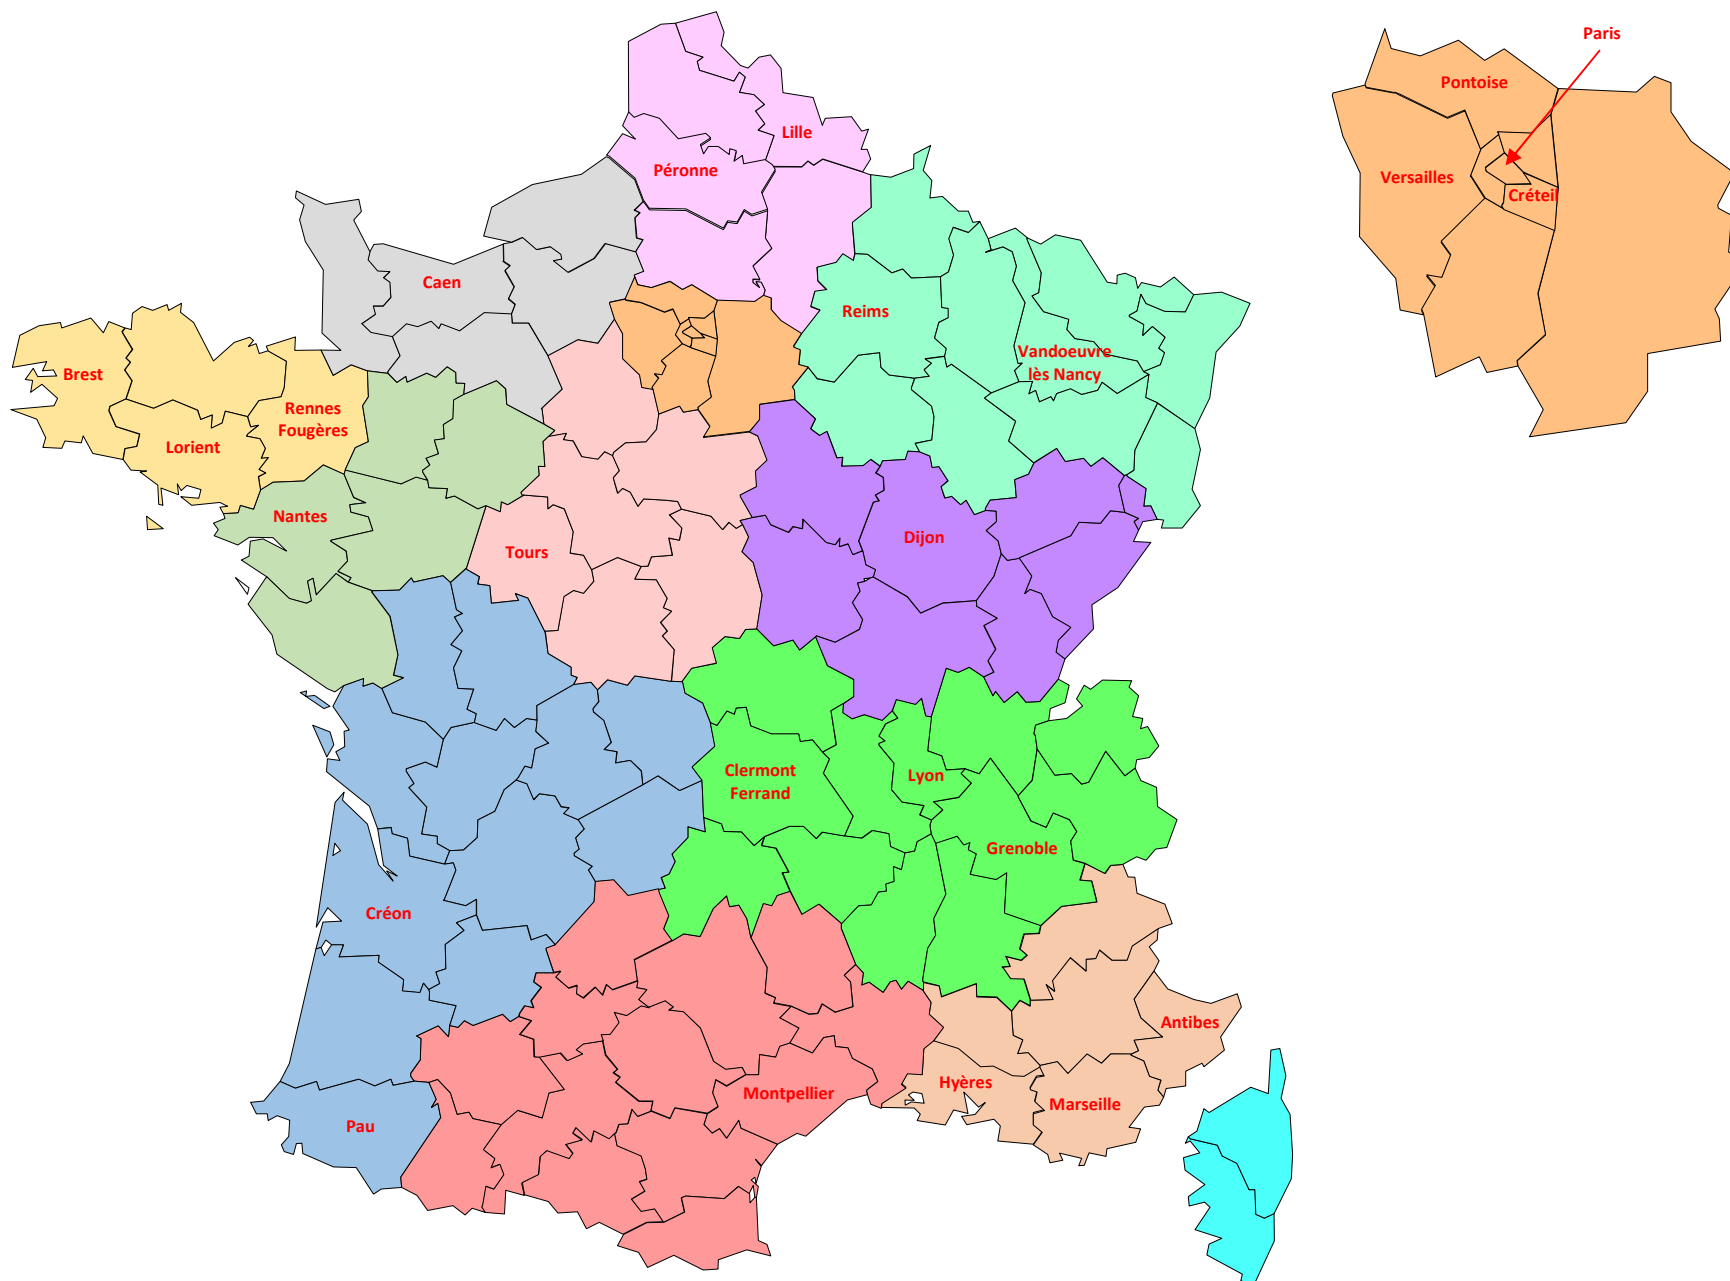 Paris
Pontoise
Versailles
Créteil
Lille
Péronne
Caen
Reims
Vandoeuvre
lès Nancy
Brest
Rennes
Fougères
Lorient
Nantes
Tours
Dijon
Clermont
Ferrand
Lyon
Grenoble
Créon
Antibes
Hyères
Marseille
Montpellier
Pau